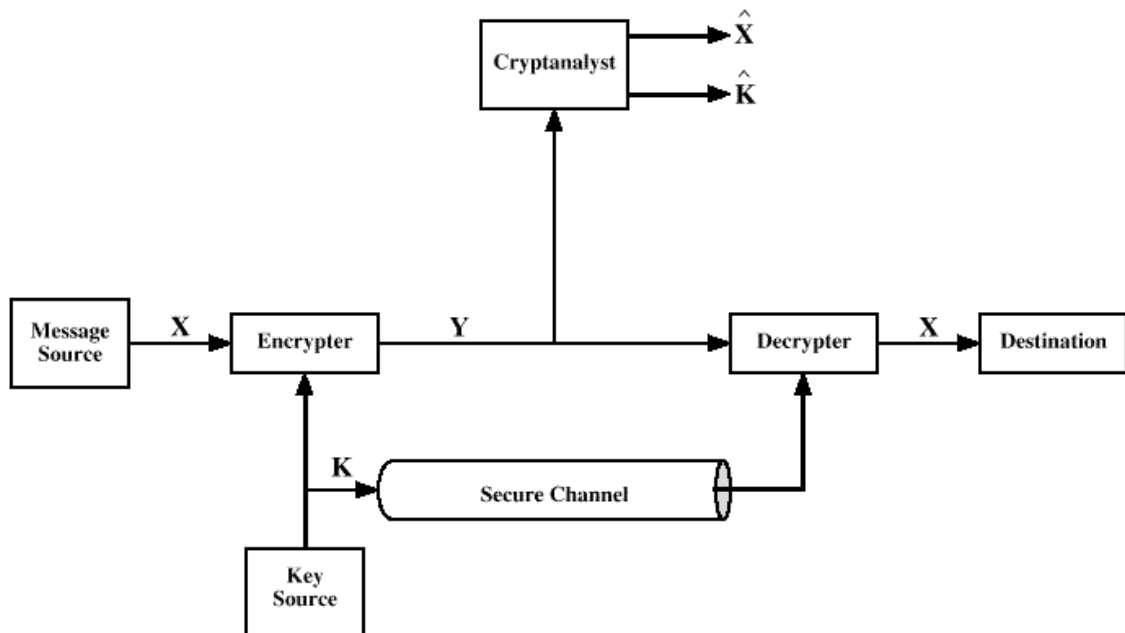 X̂
Cryptanalyst
K̂
Message
Source
X
Encrypter
Y
Decrypter
X
Destination
K
Secure Channel
Key
Source